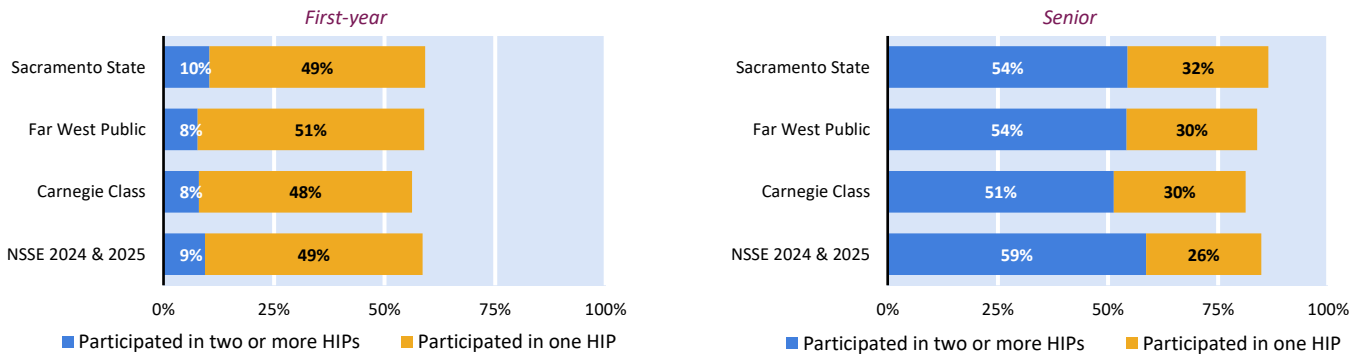 First-year
Sacramento State 10% 49%
Far West Public 8% 51%
Carnegie Class 8% 48%
NSSE 2024 & 2025 9% 49%
0% 25% 50% 75% 100%
Participated in two or more HIPs Participated in one HIP
Senior
Sacramento State 54% 32%
Far West Public 54% 30%
Carnegie Class 51% 30%
NSSE 2024 & 2025 59% 26%
0% 25% 50% 75% 100%
Participated in two or more HIPs Participated in one HIP